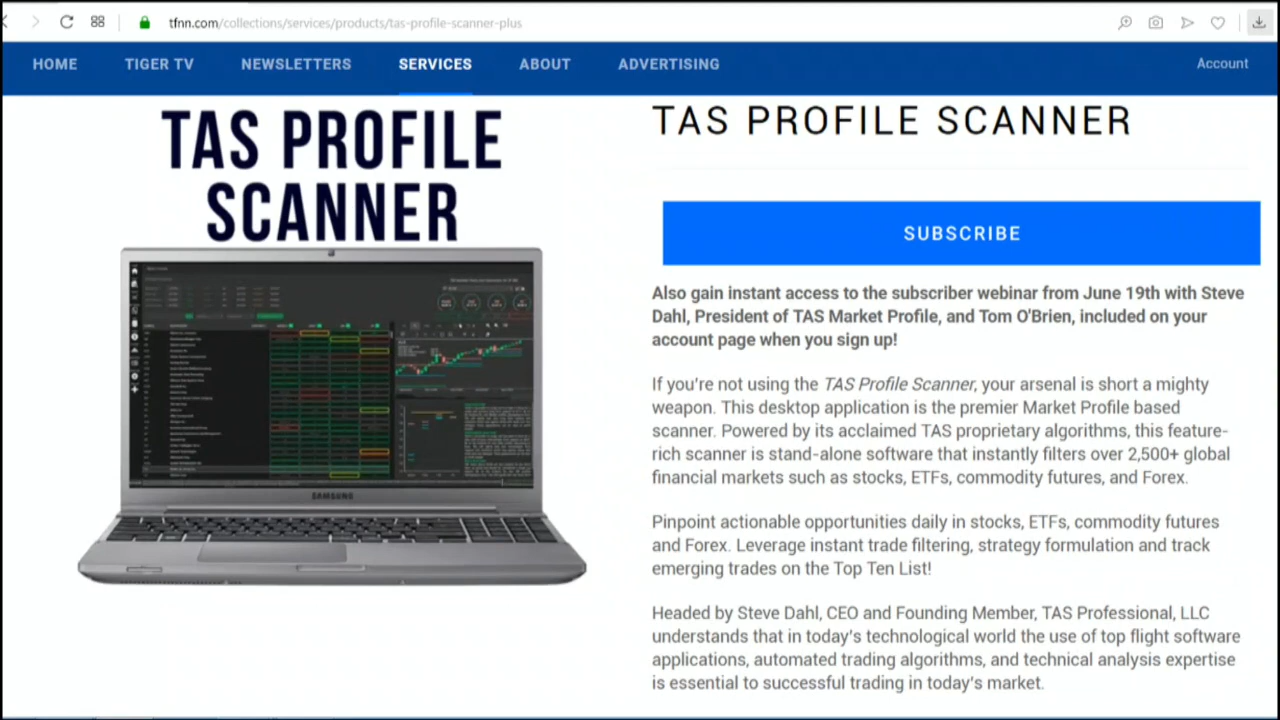 tfnn.com/collections/services/products/tas-profile-scanner-plus
HOME
TIGER TV
NEWSLETTERS
SERVICES
ABOUT
ADVERTISING
Account
TAS PROFILE
SCANNER
SAMSUNG
TAS PROFILE SCANNER
SUBSCRIBE
Also gain instant access to the subscriber webinar from June 19th with Steve
Dahl, President of TAS Market Profile, and Tom O'Brien, included on your
account page when you sign up!
If you're not using the TAS Profile Scanner, your arsenal is short a mighty
weapon. This desktop application is the premier Market Profile based
scanner. Powered by its acclaimed TAS proprietary algorithms, this feature-
rich scanner is stand-alone software that instantly filters over 2,500+ global
financial markets such as stocks, ETFs, commodity futures, and Forex.
Pinpoint actionable opportunities daily in stocks, ETFs, commodity futures
and Forex. Leverage instant trade filtering, strategy formulation and track
emerging trades on the Top Ten List!
Headed by Steve Dahl, CEO and Founding Member, TAS Professional, LLC
understands that in today's technological world the use of top flight software
applications, automated trading algorithms, and technical analysis expertise
is essential to successful trading in today's market.